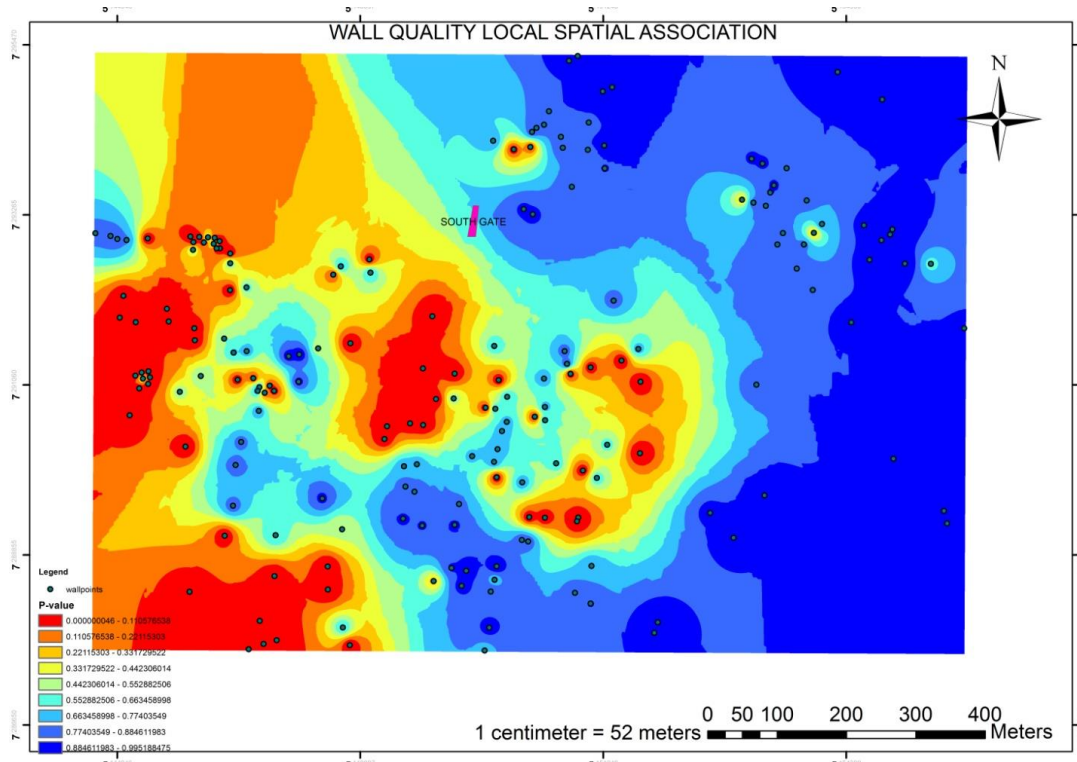 WALL QUALITY LOCAL SPATIAL ASSOCIATION
N
SOUTH GATE
Legend
wallpoints
P-value
0.000000046 - 0.110576538
0.110576538 - 0.22115303
0.22115303 - 0.331729522
0.331729522 - 0.442306014
0.442306014 - 0.552882506
0.552882506 - 0.663458998
0.663458998 - 0.77403549
0.77403549 - 0.884611983
0.884611983 - 0.995188475
1 centimeter = 52 meters
0 50 100 200 300 400
Meters